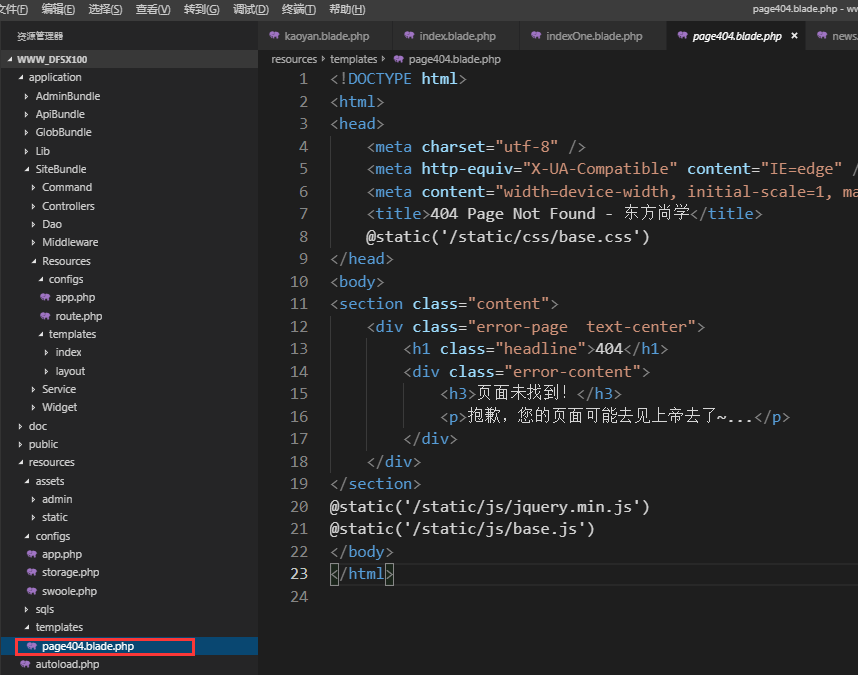 文件(F) 编辑(E) 选择(S) 查看(V) 转到(G) 调试(D) 终端(T) 帮助(H) page404.blade.php - ww
资源管理器
kaoyan.blade.php index.blade.php indexOne.blade.php page404.blade.php × news.
WWW_DFSX100
application
AdminBundle
ApiBundle
GlobBundle
Lib
SiteBundle
Command
Controllers
Dao
Middleware
Resources
configs
app.php
route.php
templates
index
layout
Service
Widget
doc
public
resources
assets
admin
static
configs
app.php
storage.php
swoole.php
sqls
templates
page404.blade.php
autoload.php
resources templates page404.blade.php
1 <!DOCTYPE html>
2 <html>
3 <head>
4 <meta charset="utf-8" />
5 <meta http-equiv="X-UA-Compatible" content="IE=edge" /
6 <meta content="width=device-width, initial-scale=1, ma
7 <title>404 Page Not Found - 东方尚学</title>
8 @static('/static/css/base.css')
9 </head>
10 <body>
11 <section class="content">
12 <div class="error-page  text-center">
13 <h1 class="headline">404</h1>
14 <div class="error-content">
15 <h3>页面未找到！</h3>
16 <p>抱歉，您的页面可能去见上帝去了~...</p>
17 </div>
18 </div>
19 </section>
20 @static('/static/js/jquery.min.js')
21 @static('/static/js/base.js')
22 </body>
23 </html>
24